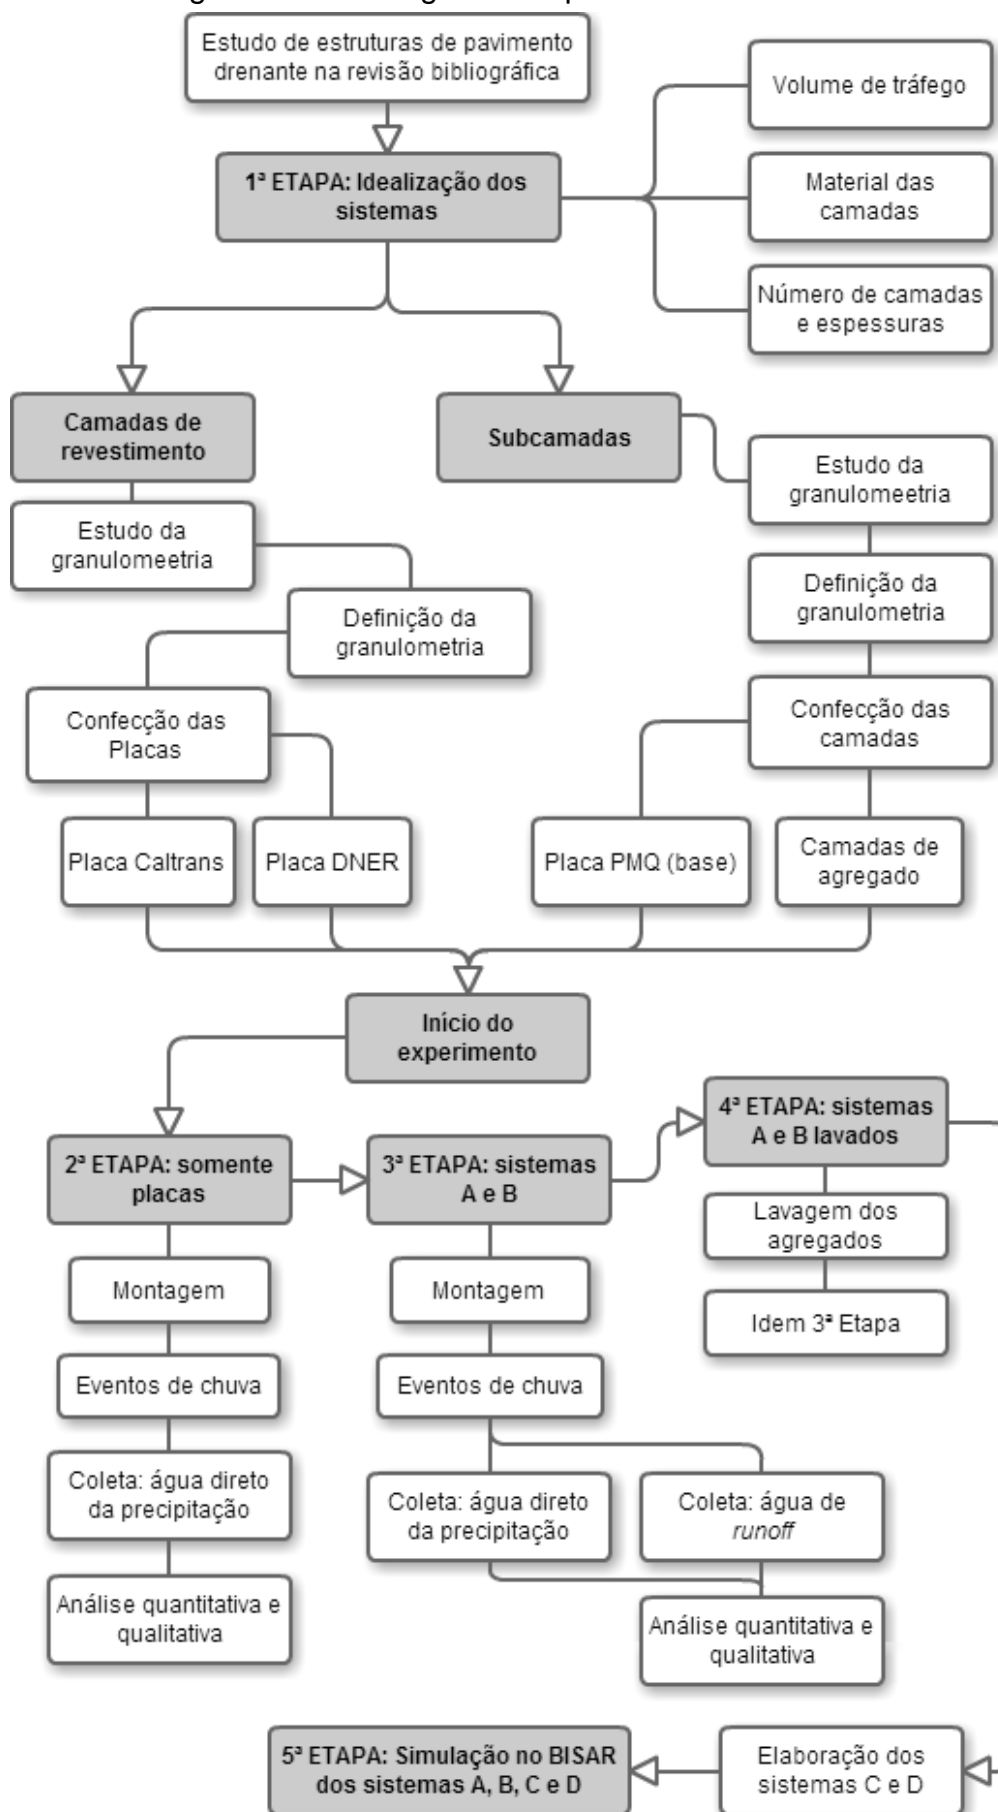 Estudo de estruturas de pavimento
drenante na revisão bibliográfica
Volume de tráfego
1ª ETAPA: Idealização dos
sistemas
Material das
camadas
Número de camadas
e espessuras
Camadas de
revestimento
Subcamadas
Estudo da
granulomeetria
Estudo da
granulomeetria
Definição da
granulometria
Definição da
granulometria
Confecção das
Placas
Confecção das
camadas
Placa Caltrans
Placa DNER
Placa PMQ (base)
Camadas de
agregado
Início do
experimento
2ª ETAPA: somente
placas
3ª ETAPA: sistemas
A e B
4ª ETAPA: sistemas
A e B lavados
Lavagem dos
agregados
Idem 3ª Etapa
Montagem
Montagem
Eventos de chuva
Eventos de chuva
Coleta: água direto
da precipitação
Coleta: água direto
da precipitação
Coleta: água de
runoff
Análise quantitativa e
qualitativa
Análise quantitativa e
qualitativa
5ª ETAPA: Simulação no BISAR
dos sistemas A, B, C e D
Elaboração dos
sistemas C e D